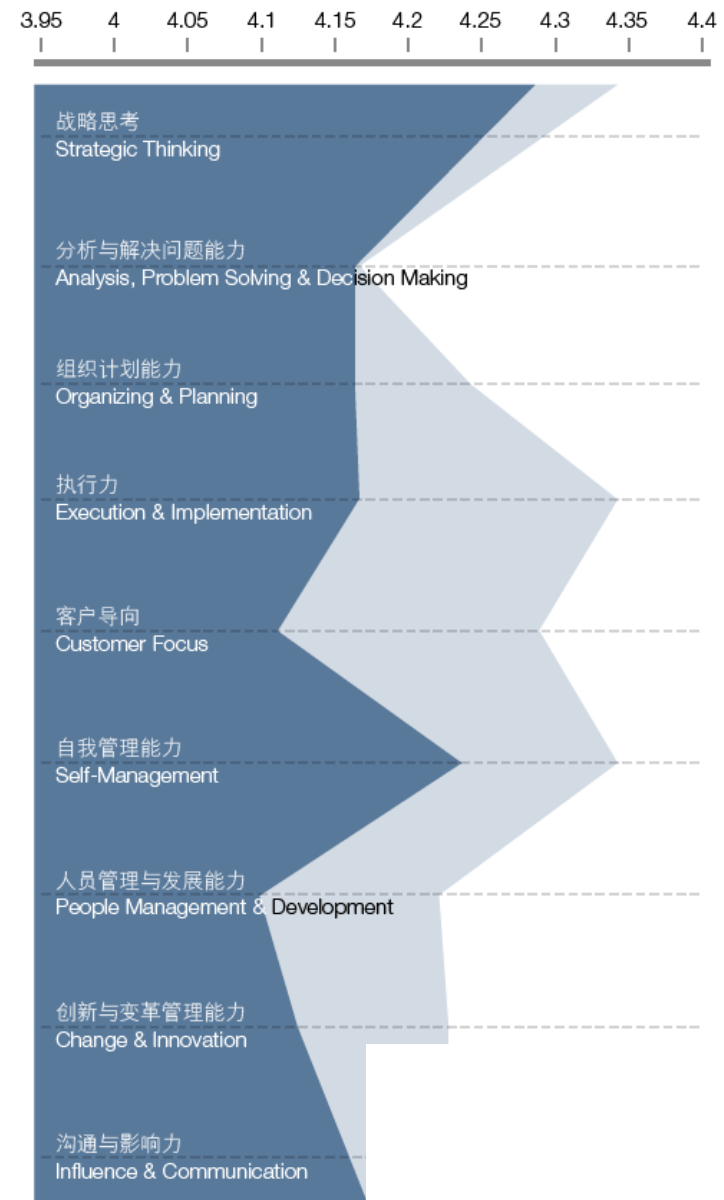 3.95 4 4.05 4.1 4.15 4.2 4.25 4.3 4.35 4.4
战略思考
Strategic Thinking
分析与解决问题能力
Analysis, Problem Solving & Decision Making
组织计划能力
Organizing & Planning
执行力
Execution & Implementation
客户导向
Customer Focus
自我管理能力
Self-Management
人员管理与发展能力
People Management & Development
创新与变革管理能力
Change & Innovation
沟通与影响力
Influence & Communication